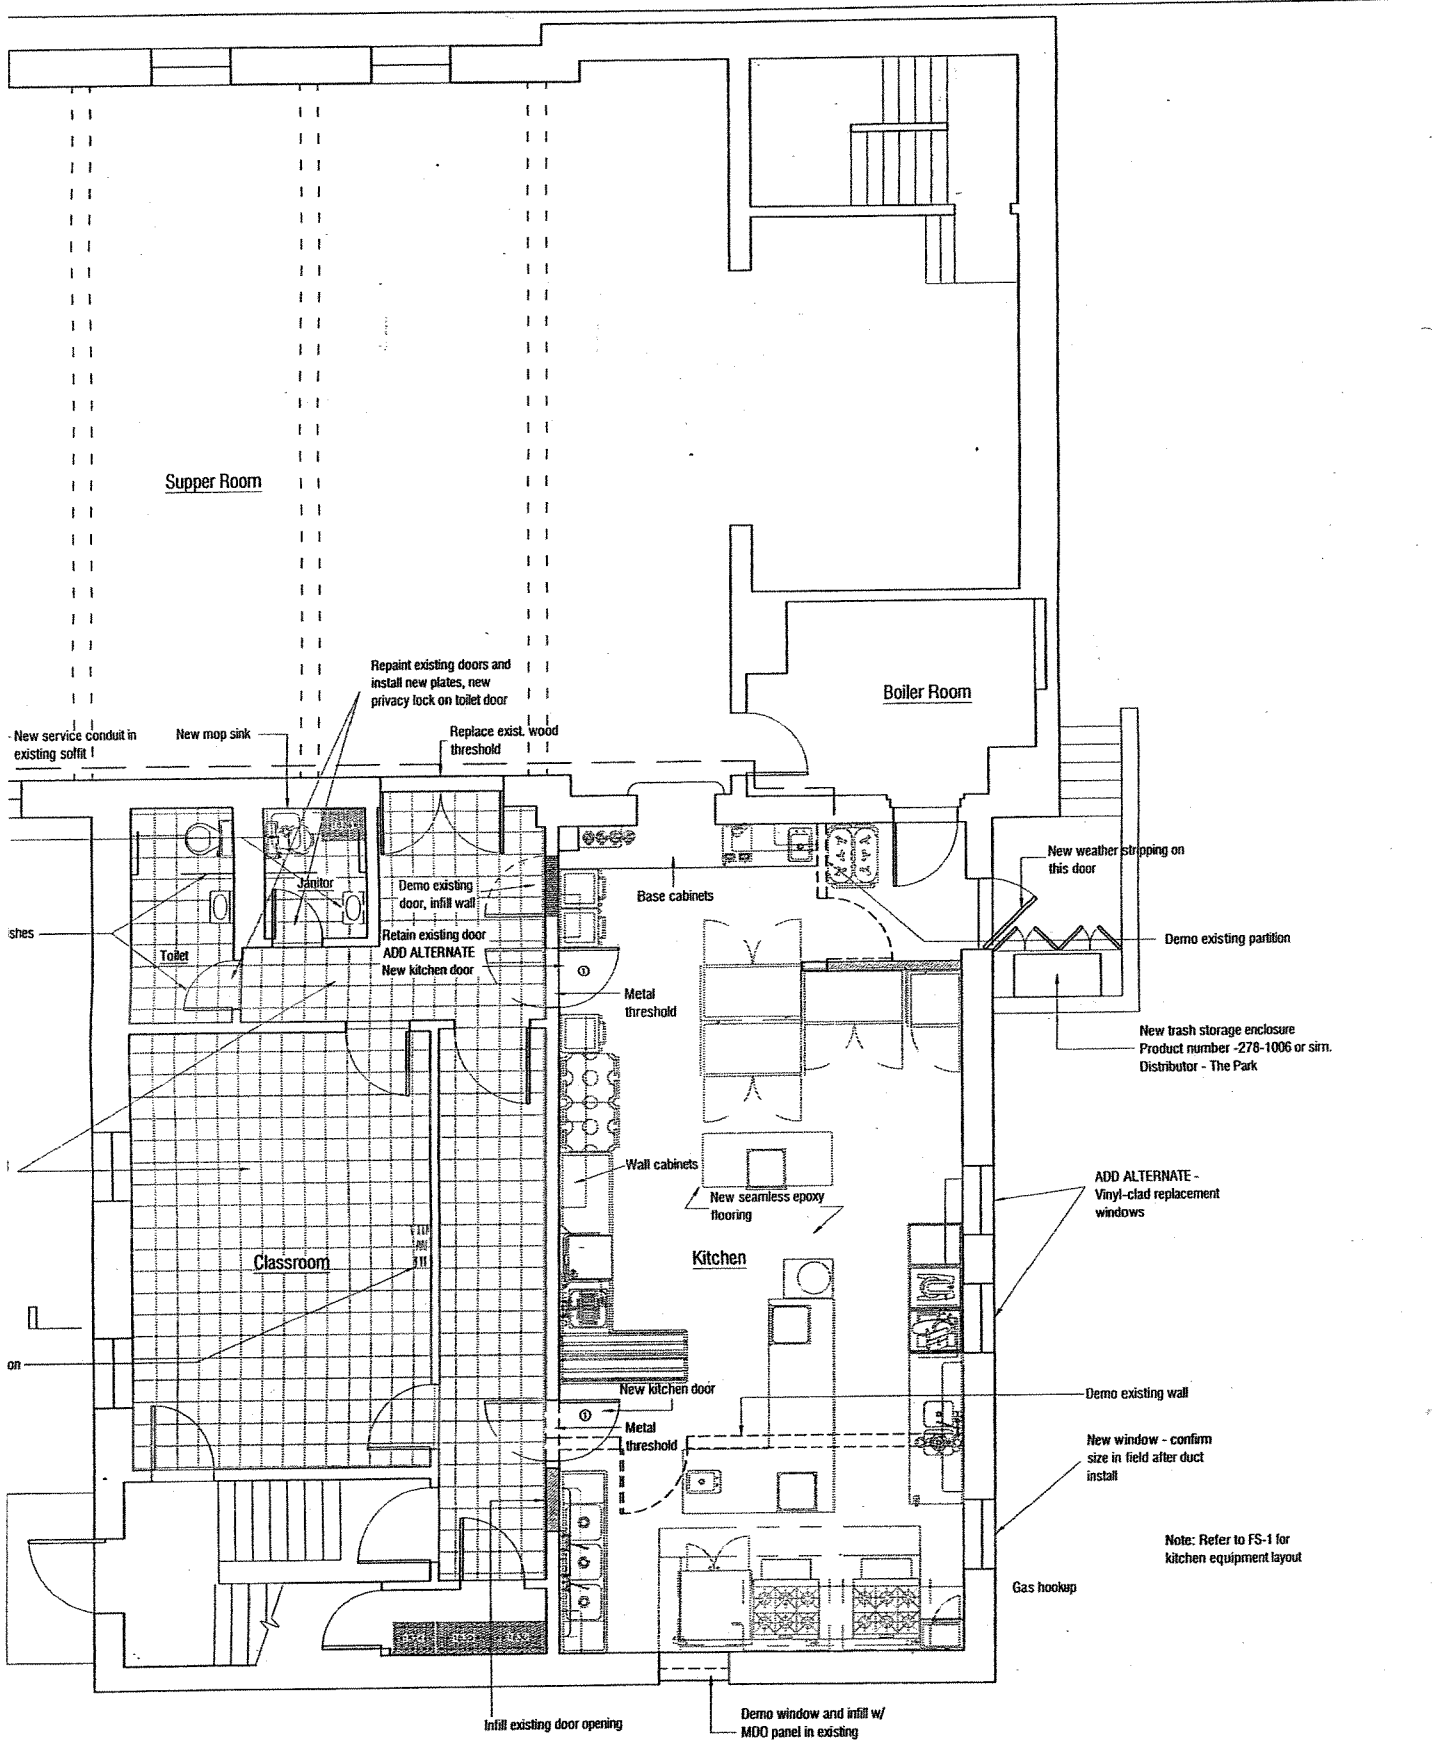 Supper Room
Repaint existing doors and
install new plates, new
privacy lock on toilet door
Boiler Room
- New service conduit in
existing soffit
New mop sink
Replace exist. wood
threshold
New weather stripping on
this door
Janitor
Demo existing
door, infill wall
Base cabinets
shes
Retain existing door
ADD ALTERNATE
New kitchen door
Demo existing partition
Toilet
1
Metal
threshold
New trash storage enclosure
Product number -278-1006 or sim.
Distributor - The Park
Wall cabinets
ADD ALTERNATE -
Vinyl-clad replacement
windows
New seamless epoxy
flooring
Classroom
Kitchen
on
New kitchen door
Demo existing wall
1
Metal
threshold
New window - confirm
size in field after duct
install
Note: Refer to FS-1 for
kitchen equipment layout
Gas hookup
Infill existing door opening
Demo window and infill w/
MDO panel in existing